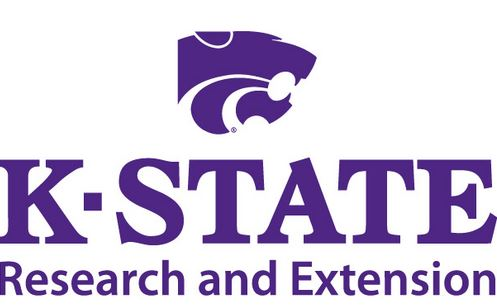 ®
K·STATE
Research and Extension